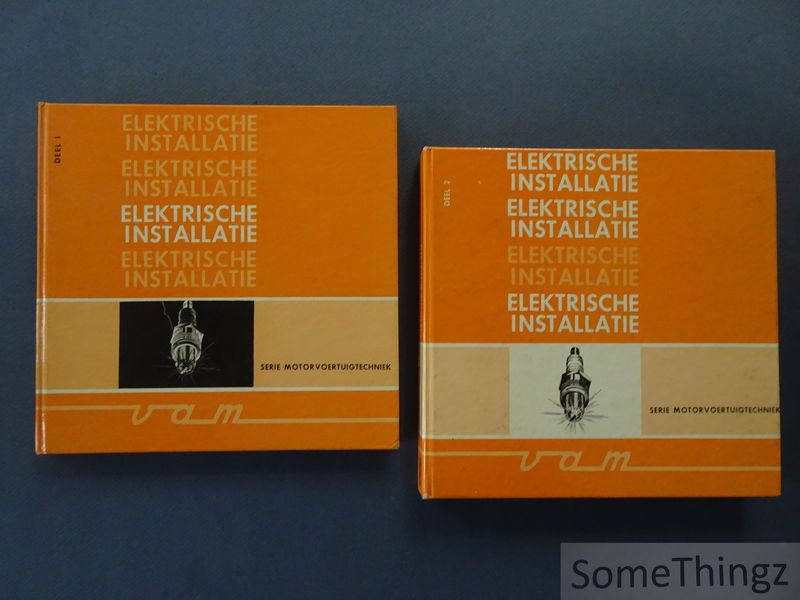 DEEL 1
ELEKTRISCHE
INSTALLATIE
ELEKTRISCHE
INSTALLATIE
ELEKTRISCHE
INSTALLATIE
ELEKTRISCHE
INSTALLATIE
SERIE MOTORVOERTUIGTECHNIEK
vam
DEEL 2
ELEKTRISCHE
INSTALLATIE
ELEKTRISCHE
INSTALLATIE
ELEKTRISCHE
INSTALLATIE
ELEKTRISCHE
INSTALLATIE
SERIE MOTORVOERTUIGTECHNIEK
vam
SomeThingz